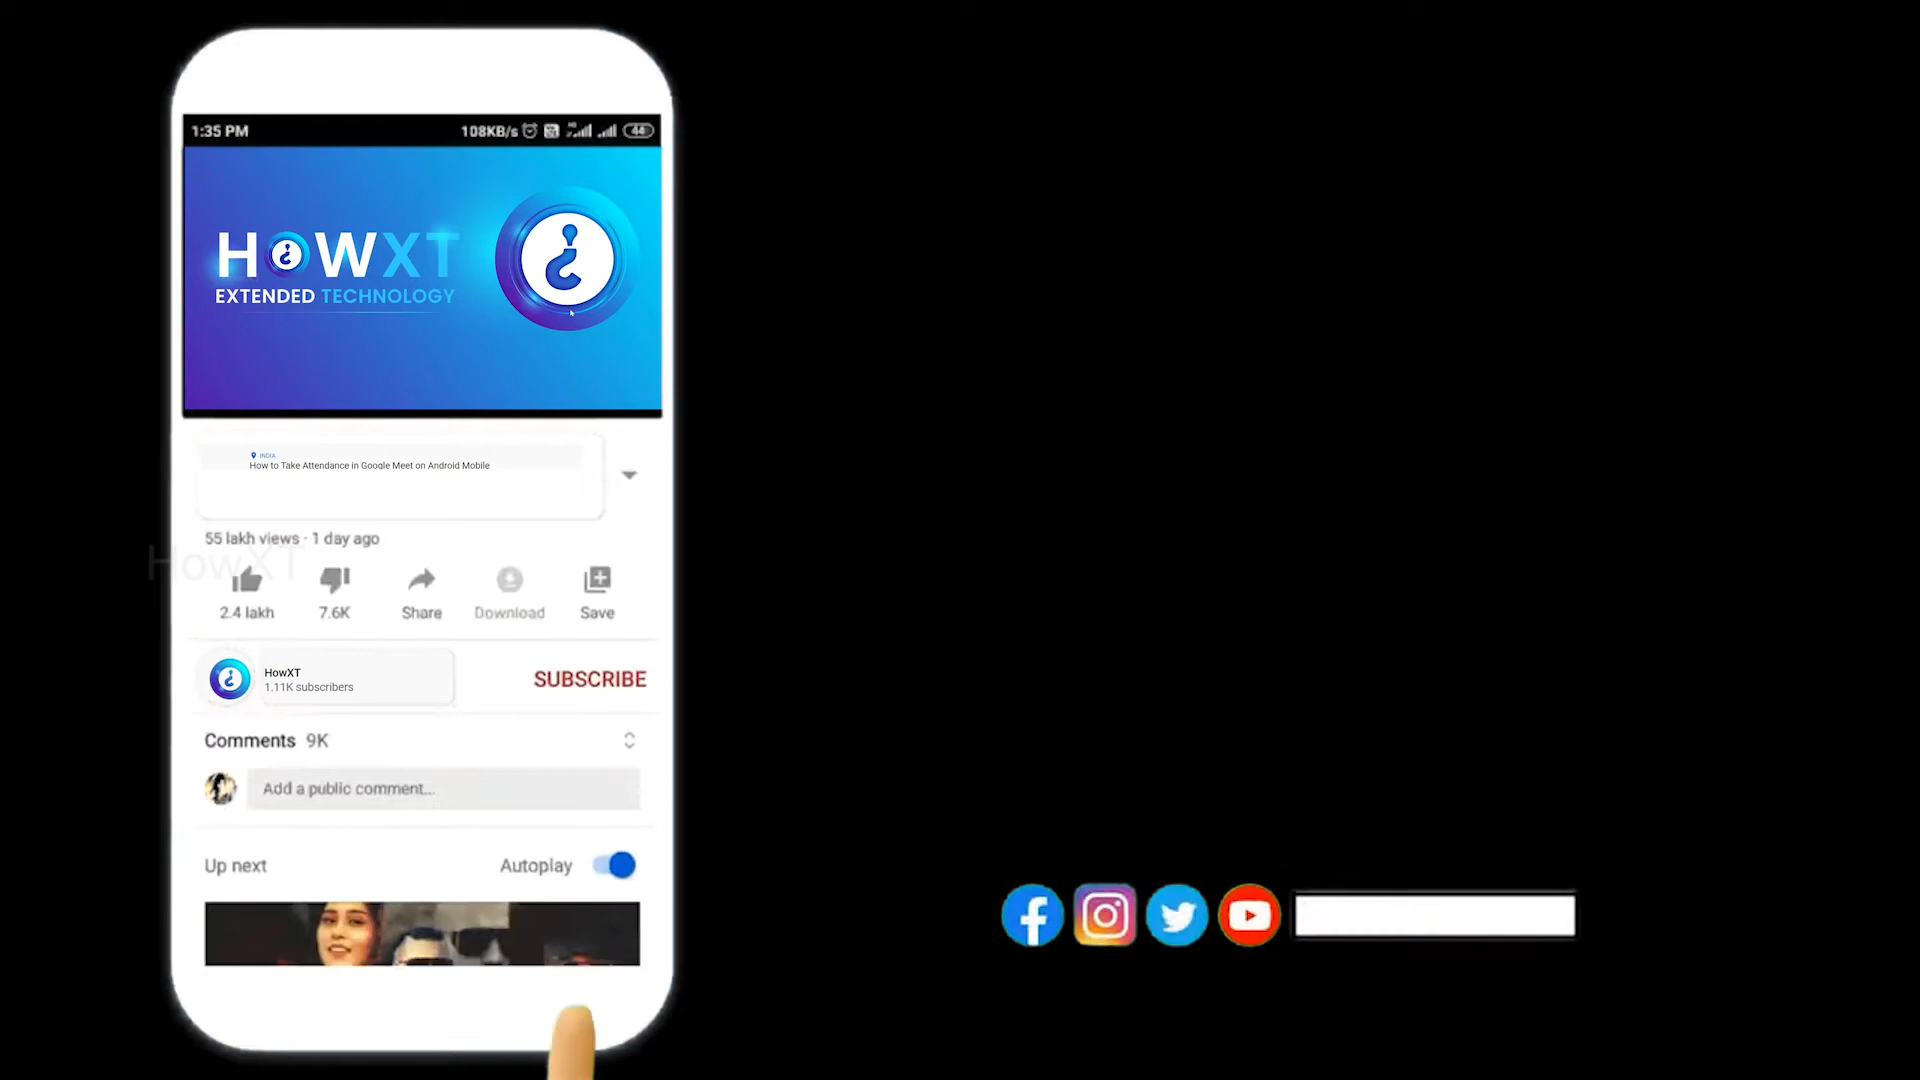 1:35 PM
108KB/s
44
HOWXT
EXTENDED TECHNOLOGY
INDIA
How to Take Attendance in Google Meet on Android Mobile
55 lakh views · 1 day ago
HowXT
2.4 lakh
7.6K
Share
Download
Save
HowXT
1.11K subscribers
SUBSCRIBE
Comments 9K
Add a public comment...
Up next
Autoplay